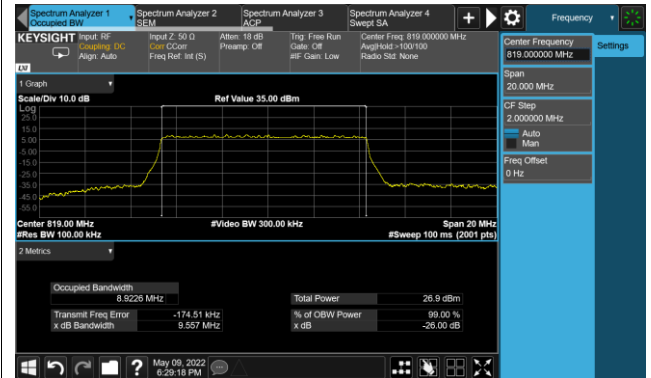 Spectrum Analyzer 1
Occupied BW
Spectrum Analyzer 2
SEM
Spectrum Analyzer 3
ACP
Spectrum Analyzer 4
Swept SA
Frequency
KEYSIGHT
Input: RF
Coupling: DC
Align: Auto
Input Z: 50 Ω
Corr CCorr
Freq Ref: Int (S)
Atten: 18 dB
Preamp: Off
Trig: Free Run
Gate: Off
#IF Gain: Low
Center Freq: 819.000000 MHz
Avg|Hold:>100/100
Radio Std: None
LXI
Center Frequency
819.000000 MHz
Settings
Span
20.000 MHz
CF Step
2.000000 MHz
Auto
Man
Freq Offset
0 Hz
1 Graph
Scale/Div 10.0 dB
Ref Value 35.00 dBm
Log
25.0
15.0
5.00
-5.00
-15.0
-25.0
-35.0
-45.0
-55.0
Center 819.00 MHz
#Video BW 300.00 kHz
Span 20 MHz
#Res BW 100.00 kHz
#Sweep 100 ms (2001 pts)
2 Metrics
Occupied Bandwidth
8.9226 MHz
Total Power
26.9 dBm
Transmit Freq Error
-174.51 kHz
% of OBW Power
99.00 %
x dB Bandwidth
9.557 MHz
x dB
-26.00 dB
?
May 09, 2022
6:29:18 PM